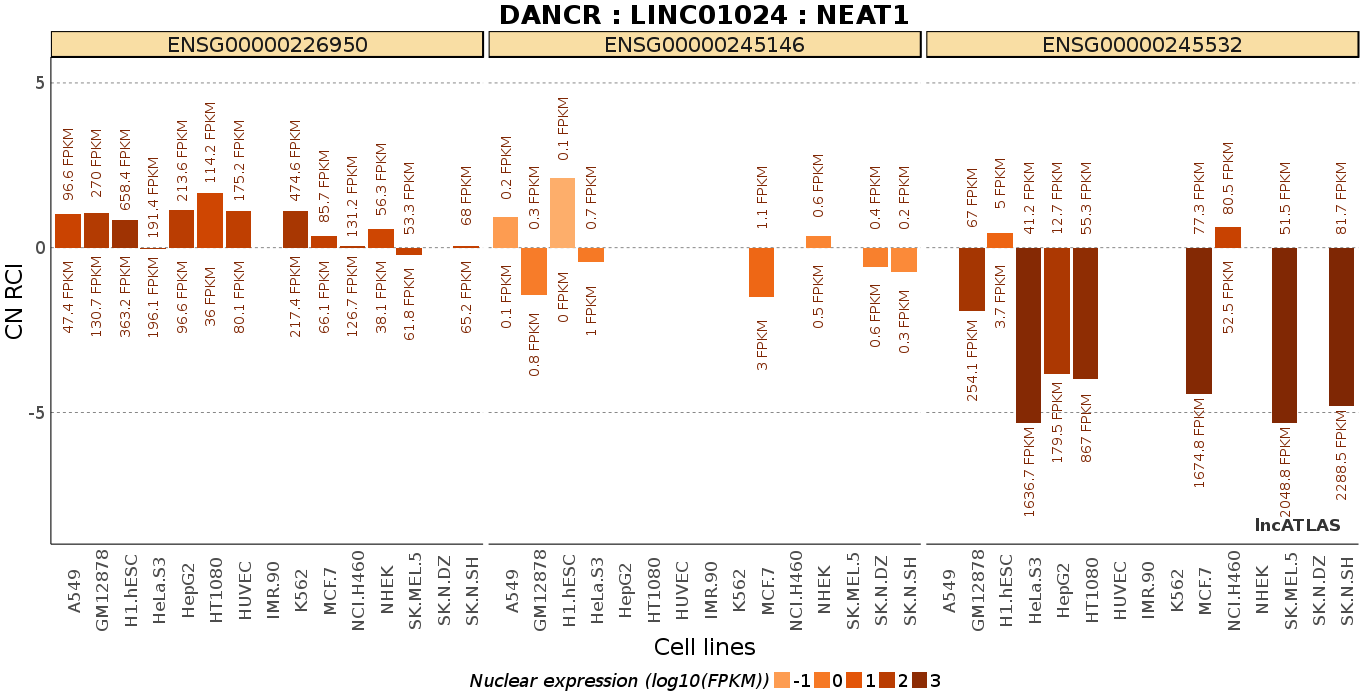 DANCR : LINC01024 : NEAT1
ENSG00000226950 ENSG00000245146 ENSG00000245532
CN RCI
5
0
-5
96.6 FPKM 270 FPKM 658.4 FPKM 191.4 FPKM 213.6 FPKM 114.2 FPKM 175.2 FPKM 474.6 FPKM 85.7 FPKM 131.2 FPKM 56.3 FPKM 53.3 FPKM 68 FPKM
47.4 FPKM 130.7 FPKM 363.2 FPKM 196.1 FPKM 96.6 FPKM 36 FPKM 80.1 FPKM 217.4 FPKM 66.1 FPKM 126.7 FPKM 38.1 FPKM 61.8 FPKM 65.2 FPKM
0.2 FPKM 0.3 FPKM 0.1 FPKM 0.7 FPKM 1.1 FPKM 0.6 FPKM 0.4 FPKM 0.2 FPKM
0.1 FPKM 0.8 FPKM 0 FPKM 1 FPKM 3 FPKM 0.5 FPKM 0.6 FPKM 0.3 FPKM
67 FPKM 5 FPKM 41.2 FPKM 12.7 FPKM 55.3 FPKM 77.3 FPKM 80.5 FPKM 51.5 FPKM 81.7 FPKM
254.1 FPKM 3.7 FPKM 1636.7 FPKM 179.5 FPKM 867 FPKM 1674.8 FPKM 52.5 FPKM 2048.8 FPKM 2288.5 FPKM
lncATLAS
A549 GM12878 H1.hESC HeLa.S3 HepG2 HT1080 HUVEC IMR.90 K562 MCF.7 NCI.H460 NHEK SK.MEL.5 SK.N.DZ SK.N.SH
A549 GM12878 H1.hESC HeLa.S3 HepG2 HT1080 HUVEC IMR.90 K562 MCF.7 NCI.H460 NHEK SK.MEL.5 SK.N.DZ SK.N.SH
A549 GM12878 H1.hESC HeLa.S3 HepG2 HT1080 HUVEC IMR.90 K562 MCF.7 NCI.H460 NHEK SK.MEL.5 SK.N.DZ SK.N.SH
Cell lines
Nuclear expression (log10(FPKM)) -1 0 1 2 3